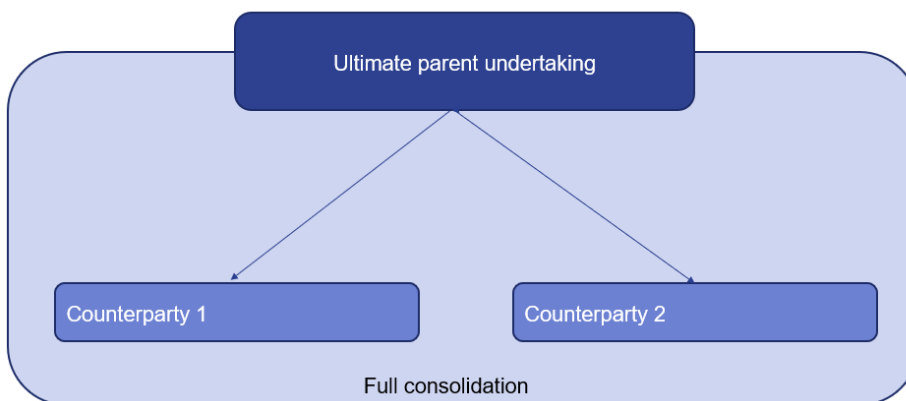 Ultimate parent undertaking
Counterparty 1
Counterparty 2
Full consolidation